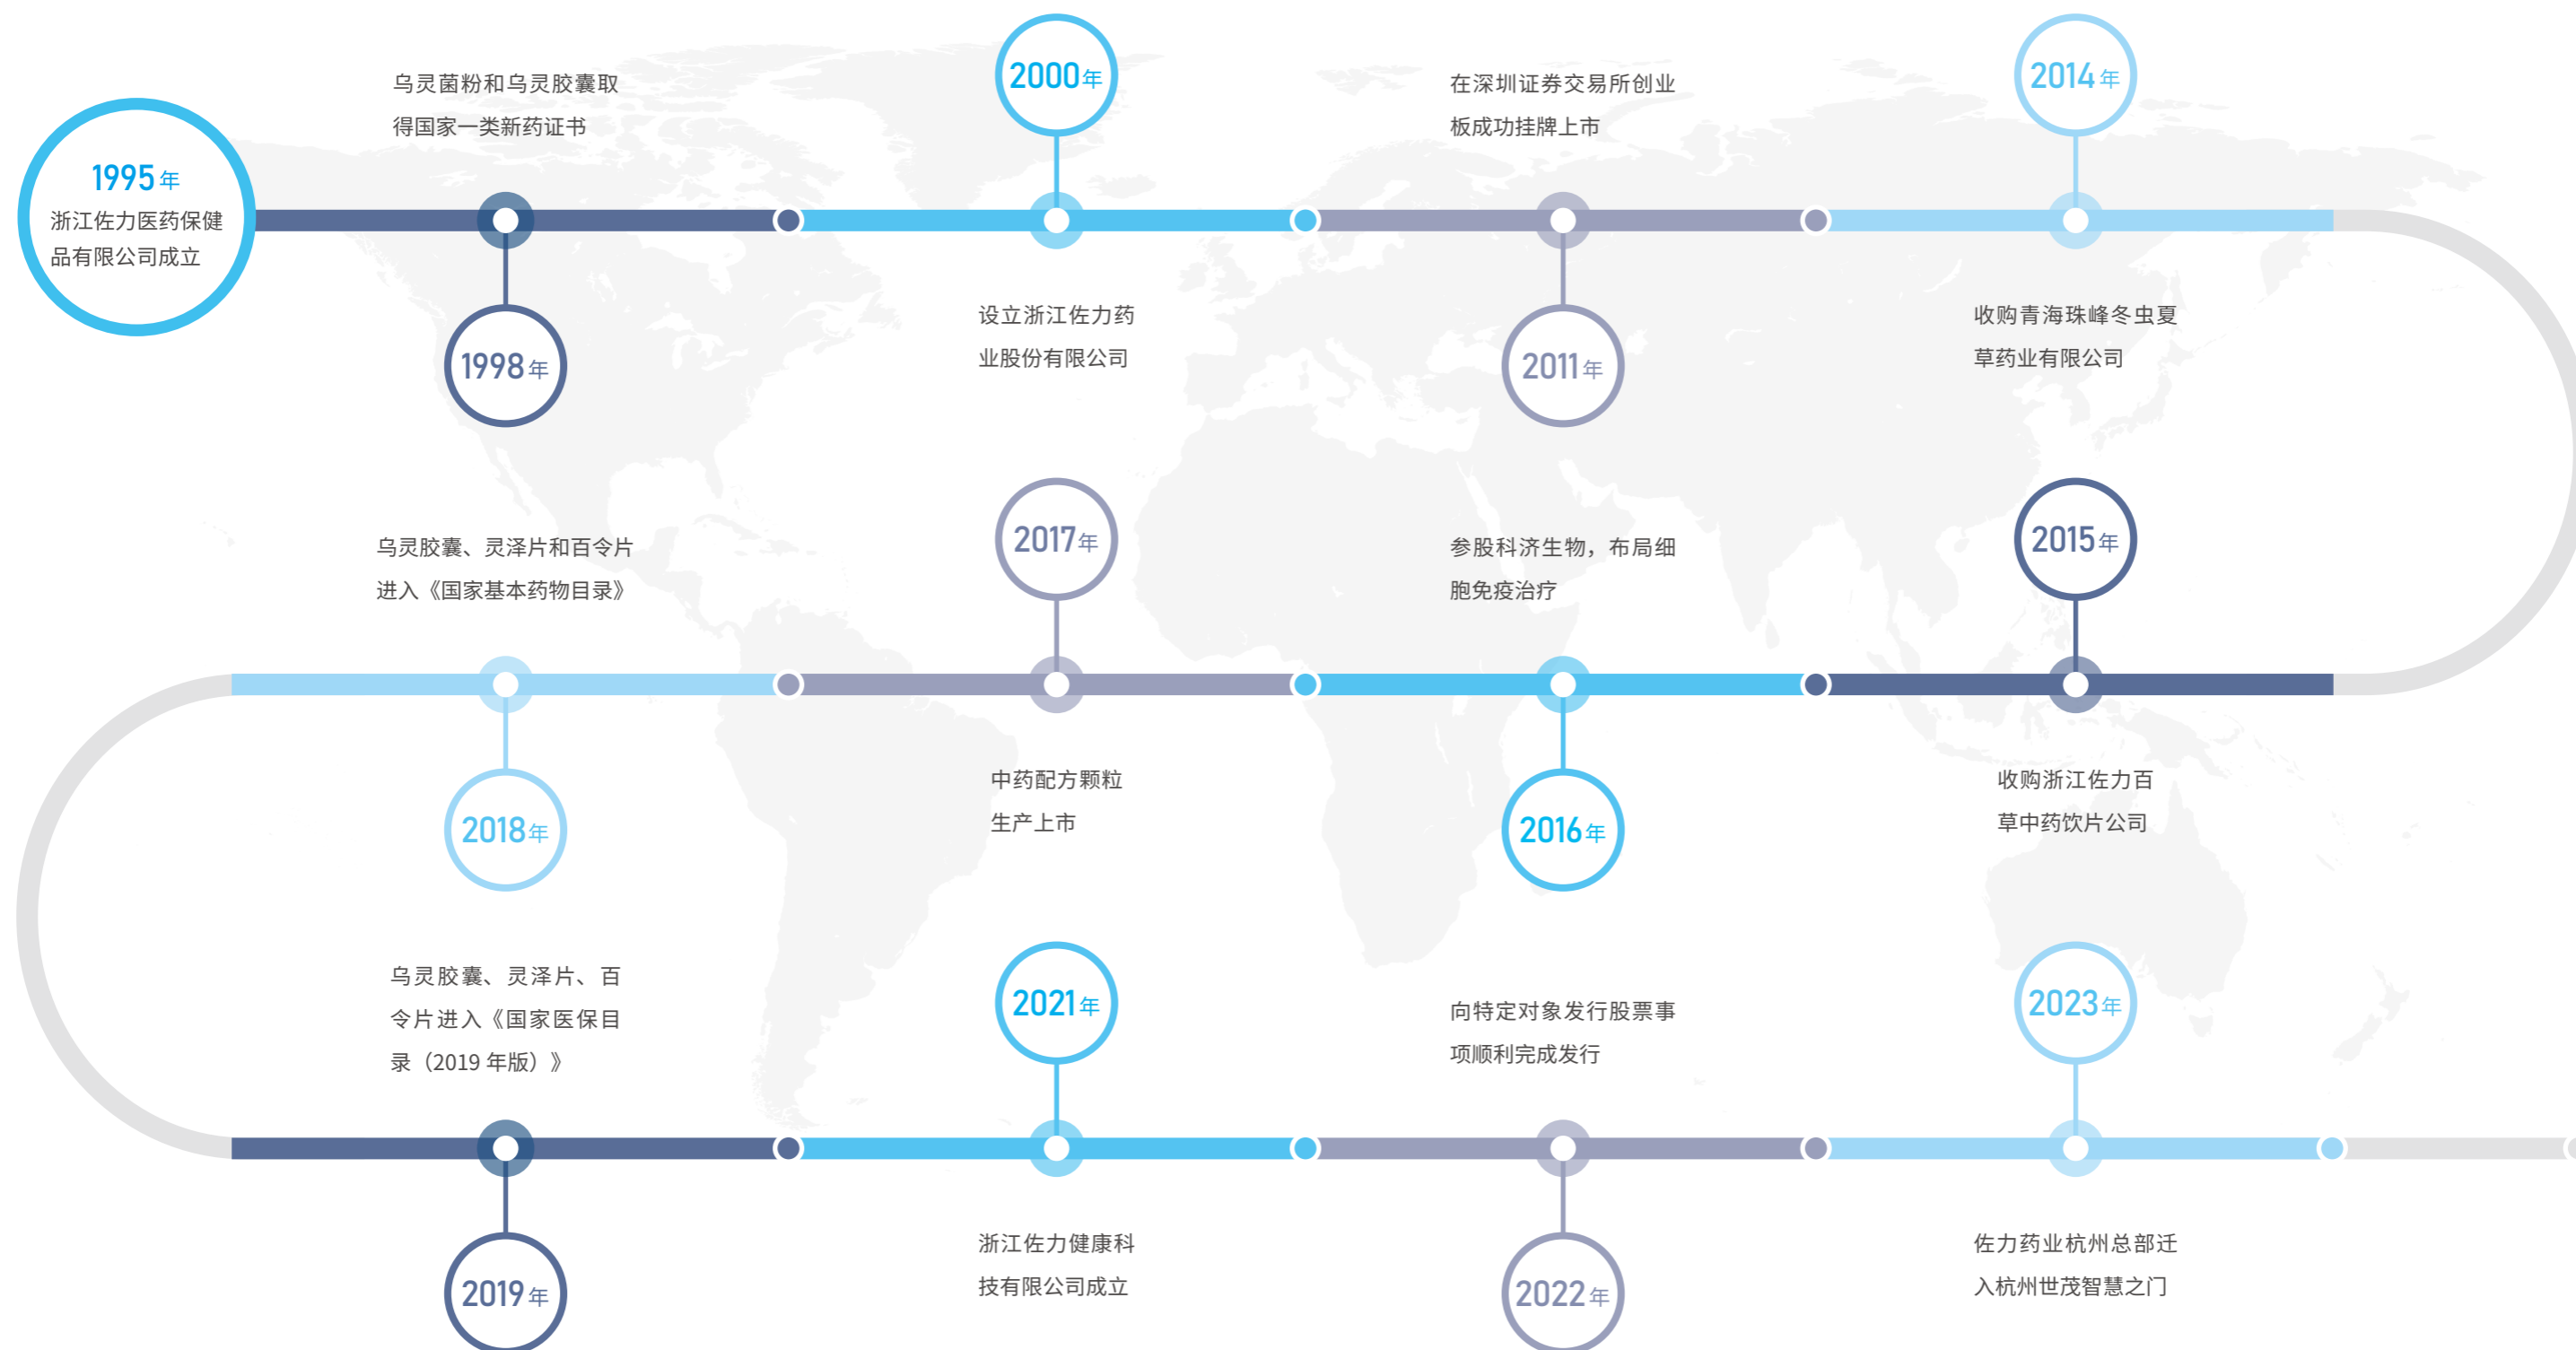 1995年
浙江佐力医药保健
品有限公司成立
乌灵菌粉和乌灵胶囊取
得国家一类新药证书
1998年
2000年
设立浙江佐力药
业股份有限公司
在深圳证券交易所创业
板成功挂牌上市
2011年
2014年
收购青海珠峰冬虫夏
草药业有限公司
2015年
收购浙江佐力百
草中药饮片公司
参股科济生物，布局细
胞免疫治疗
2016年
2017年
中药配方颗粒
生产上市
乌灵胶囊、灵泽片和百令片
进入《国家基本药物目录》
2018年
乌灵胶囊、灵泽片、百
令片进入《国家医保目
录（2019 年版）》
2019年
2021年
浙江佐力健康科
技有限公司成立
向特定对象发行股票事
项顺利完成发行
2022年
2023年
佐力药业杭州总部迁
入杭州世茂智慧之门